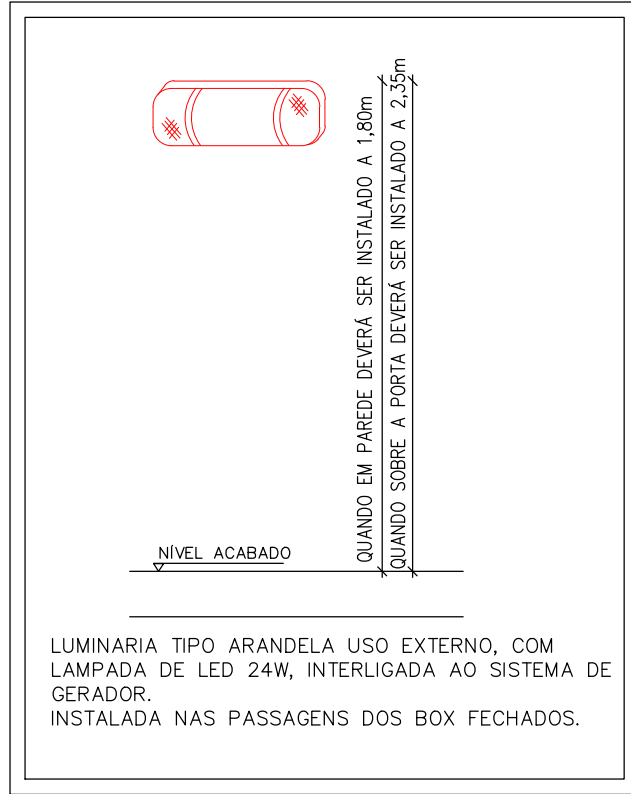 QUANDO EM PAREDE DEVERÁ SER INSTALADO A 1,80m
QUANDO SOBRE A PORTA DEVERÁ SER INSTALADO A 2,35m
NÍVEL ACABADO
LUMINARIA TIPO ARANDELA USO EXTERNO, COM
LAMPADA DE LED 24W, INTERLIGADA AO SISTEMA DE
GERADOR.
INSTALADA NAS PASSAGENS DOS BOX FECHADOS.